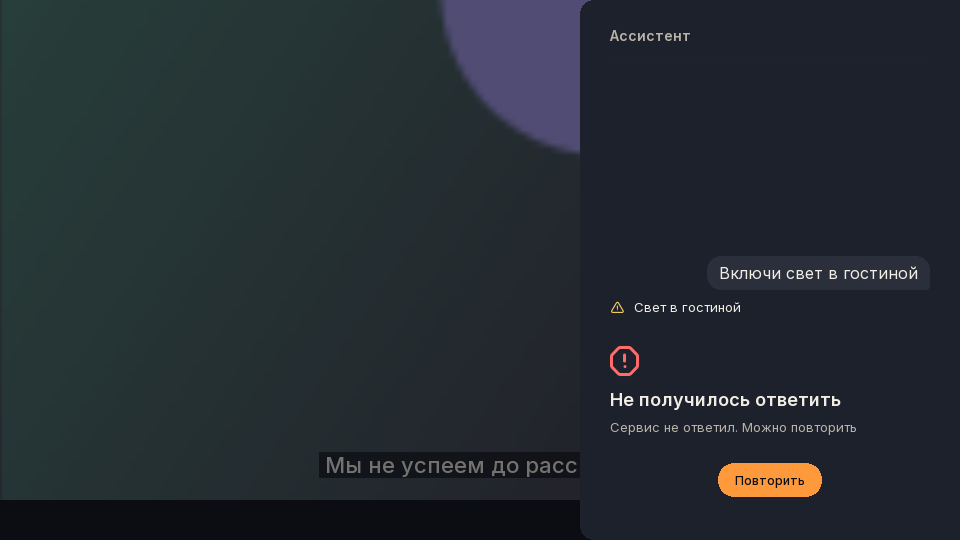 Ассистент
Включи свет в гостиной
Свет в гостиной
Не получилось ответить
Сервис не ответил. Можно повторить
Мы не успеем до расс
Повторить